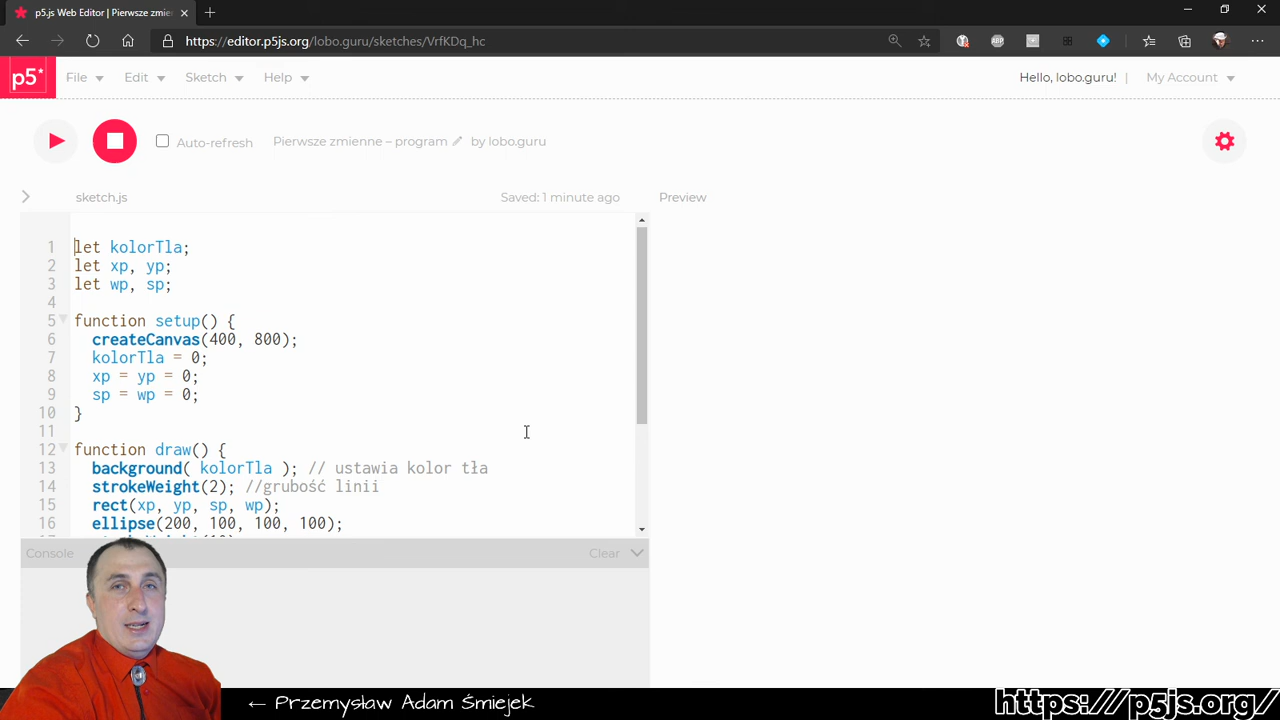 p5.js Web Editor | Pierwsze zmie
https://editor.p5js.org/lobo.guru/sketches/VrfKDq_hc
ABP
p5*
File
Edit
Sketch
Help
Hello, lobo.guru!
|
My Account
Auto-refresh
Pierwsze zmienne – program
by lobo.guru
sketch.js
Saved: 1 minute ago
Preview
1 let kolorTla;
2 let xp, yp;
3 let wp, sp;
4
5 function setup() {
6 createCanvas(400, 800);
7 kolorTla = 0;
8 xp = yp = 0;
9 sp = wp = 0;
10 }
11
12 function draw() {
13 background( kolorTla ); // ustawia kolor tła
14 strokeWeight(2); //grubość linii
15 rect(xp, yp, sp, wp);
16 ellipse(200, 100, 100, 100);
Console
Clear
← Przemysław Adam Śmiejek
https://p5js.org/